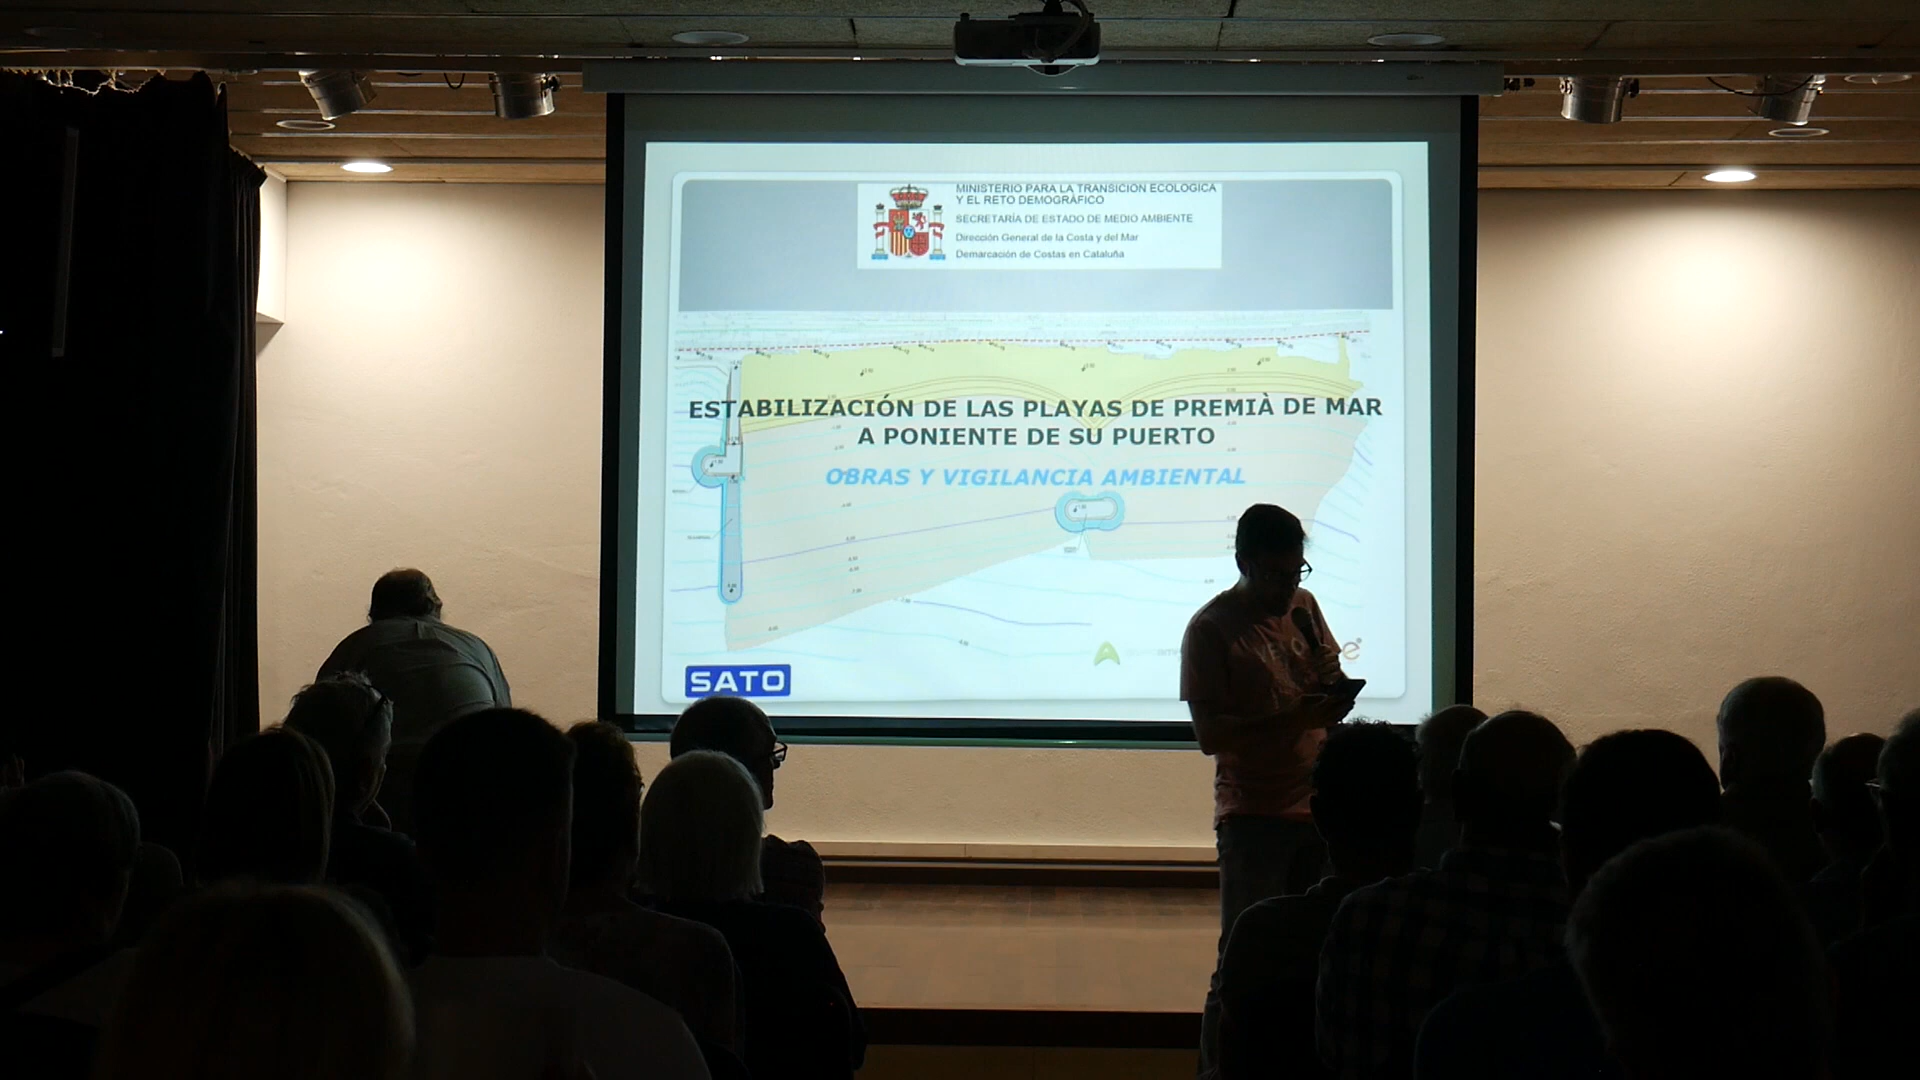 MINISTERIO PARA LA TRANSICION ECOLOGICA
Y EL RETO DEMOGRÁFICO
SECRETARÍA DE ESTADO DE MEDIO AMBIENTE
Dirección General de la Costa y del Mar
Demarcación de Costas en Cataluña
ESTABILIZACIÓN DE LAS PLAYAS DE PREMIÀ DE MAR
A PONIENTE DE SU PUERTO
OBRAS Y VIGILANCIA AMBIENTAL
SATO